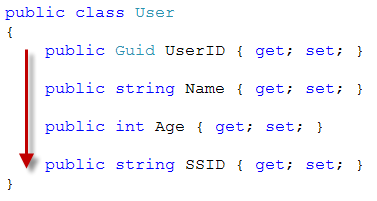 public class User
{
public Guid UserID { get; set; }
public string Name { get; set; }
public int Age { get; set; }
public string SSID { get; set; }
}